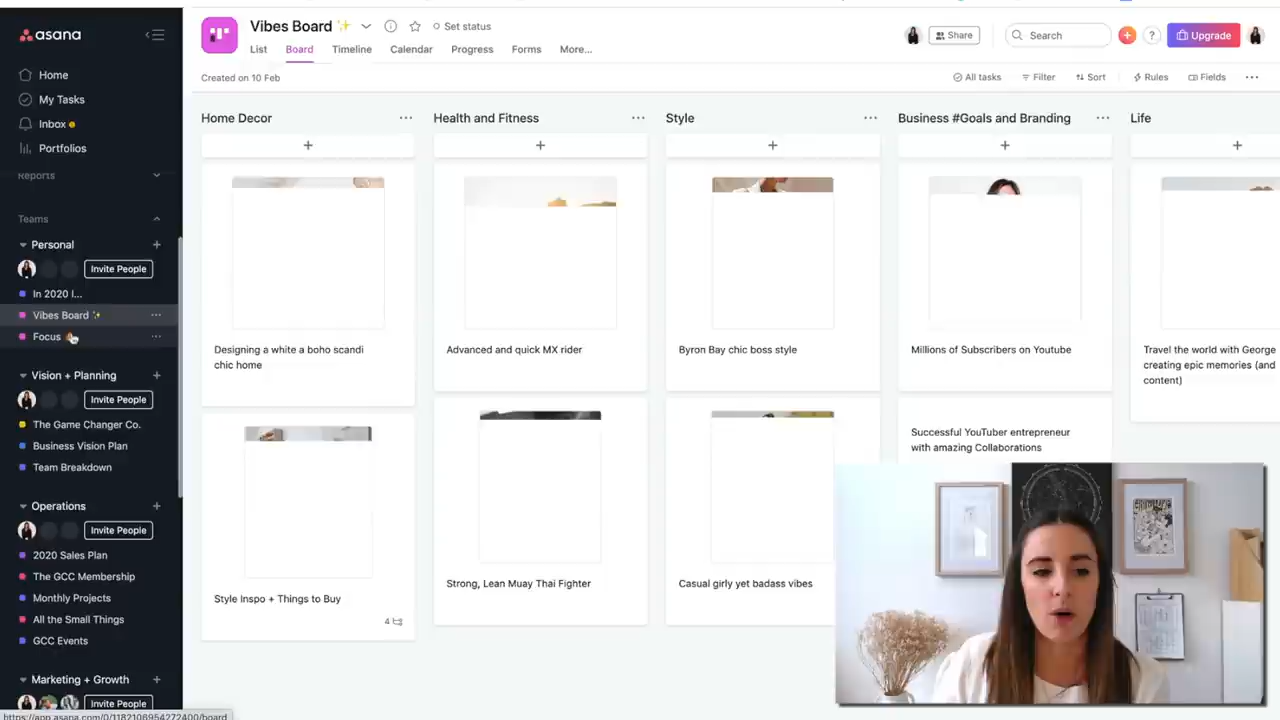 asana
Home
My Tasks
Inbox
Portfolios
Reports
Teams
Personal
Invite People
In 2020 I...
Vibes Board ✨
Focus
Vision + Planning
Invite People
The Game Changer Co.
Business Vision Plan
Team Breakdown
Operations
Invite People
2020 Sales Plan
The GCC Membership
Monthly Projects
All the Small Things
GCC Events
Marketing + Growth
Invite People
https://app.asana.com/0/1182106954272400/board
Vibes Board ✨
Set status
List Board Timeline Calendar Progress Forms More...
Share
Search
Upgrade
Created on 10 Feb
All tasks Filter Sort Rules Fields
Home Decor
Designing a white a boho scandi
chic home
Style Inspo + Things to Buy
4
Health and Fitness
Advanced and quick MX rider
Strong, Lean Muay Thai Fighter
Style
Byron Bay chic boss style
Casual girly yet badass vibes
Business #Goals and Branding
Millions of Subscribers on Youtube
Successful YouTuber entrepreneur
with amazing Collaborations
Life
Travel the world with George
creating epic memories (and
content)